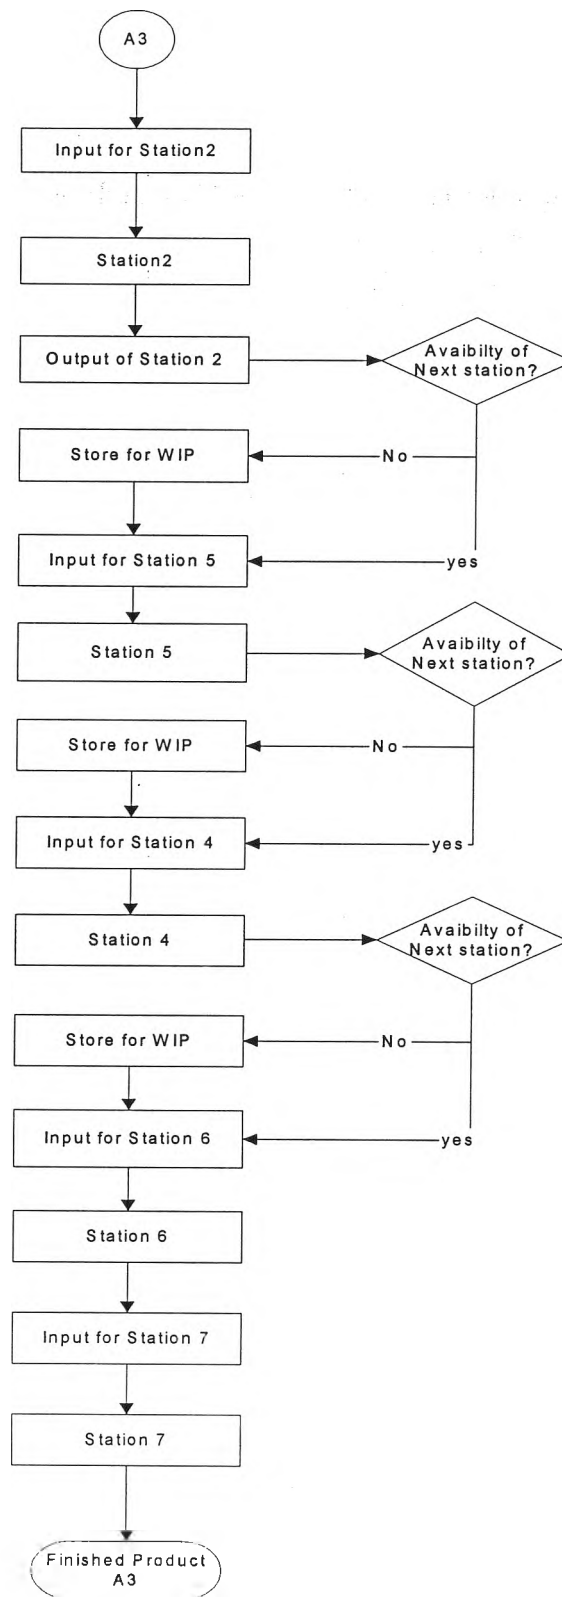 A3
Input for Station2
Station2
Output of Station 2
Avaibilty of
Next station?
Store for WIP
No
Input for Station 5
yes
Station 5
Avaibilty of
Next station?
Store for WIP
No
Input for Station 4
yes
Station 4
Avaibilty of
Next station?
Store for WIP
No
Input for Station 6
yes
Station 6
Input for Station 7
Station 7
Finished Product
A3